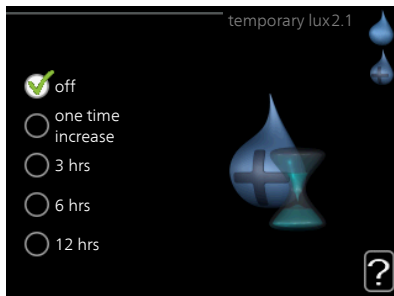 temporary lux 2.1
off
one time
increase
3 hrs
6 hrs
12 hrs
?